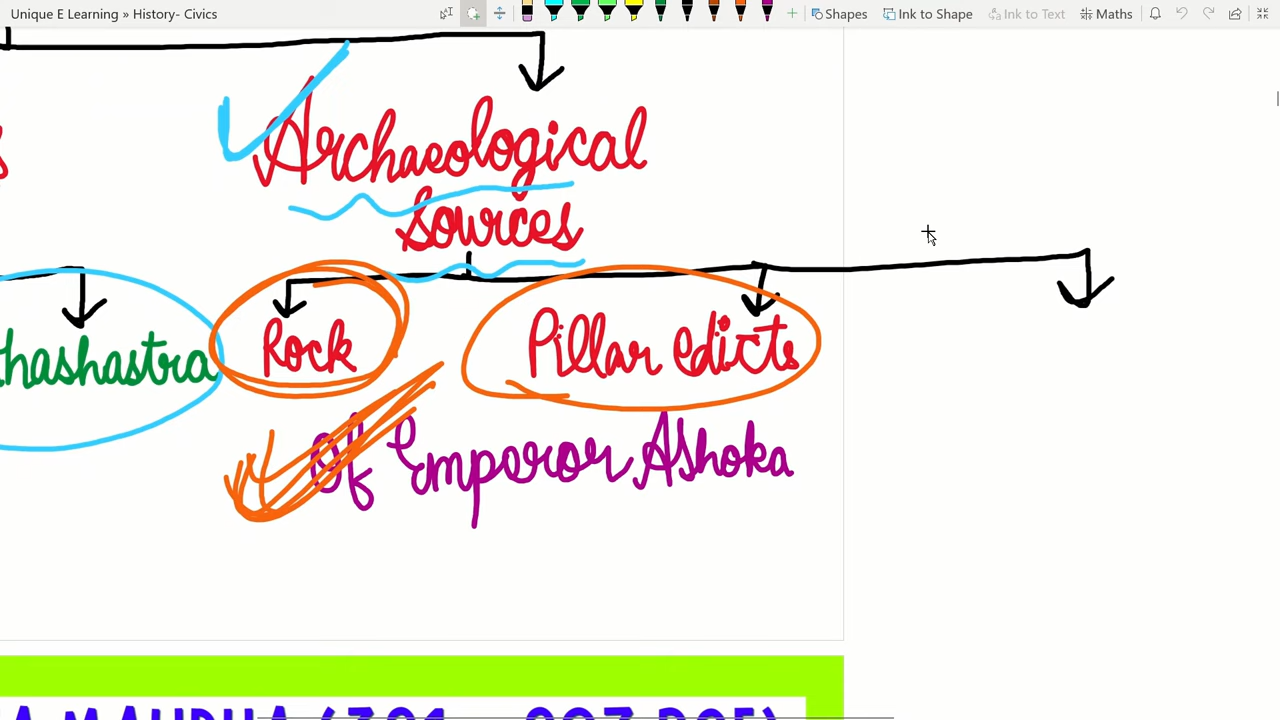 Unique E Learning » History- Civics
Shapes Ink to Shape Ink to Text Maths
Archaeological
Sources
hashastra Rock Pillar edicts
Of Emperor Ashoka